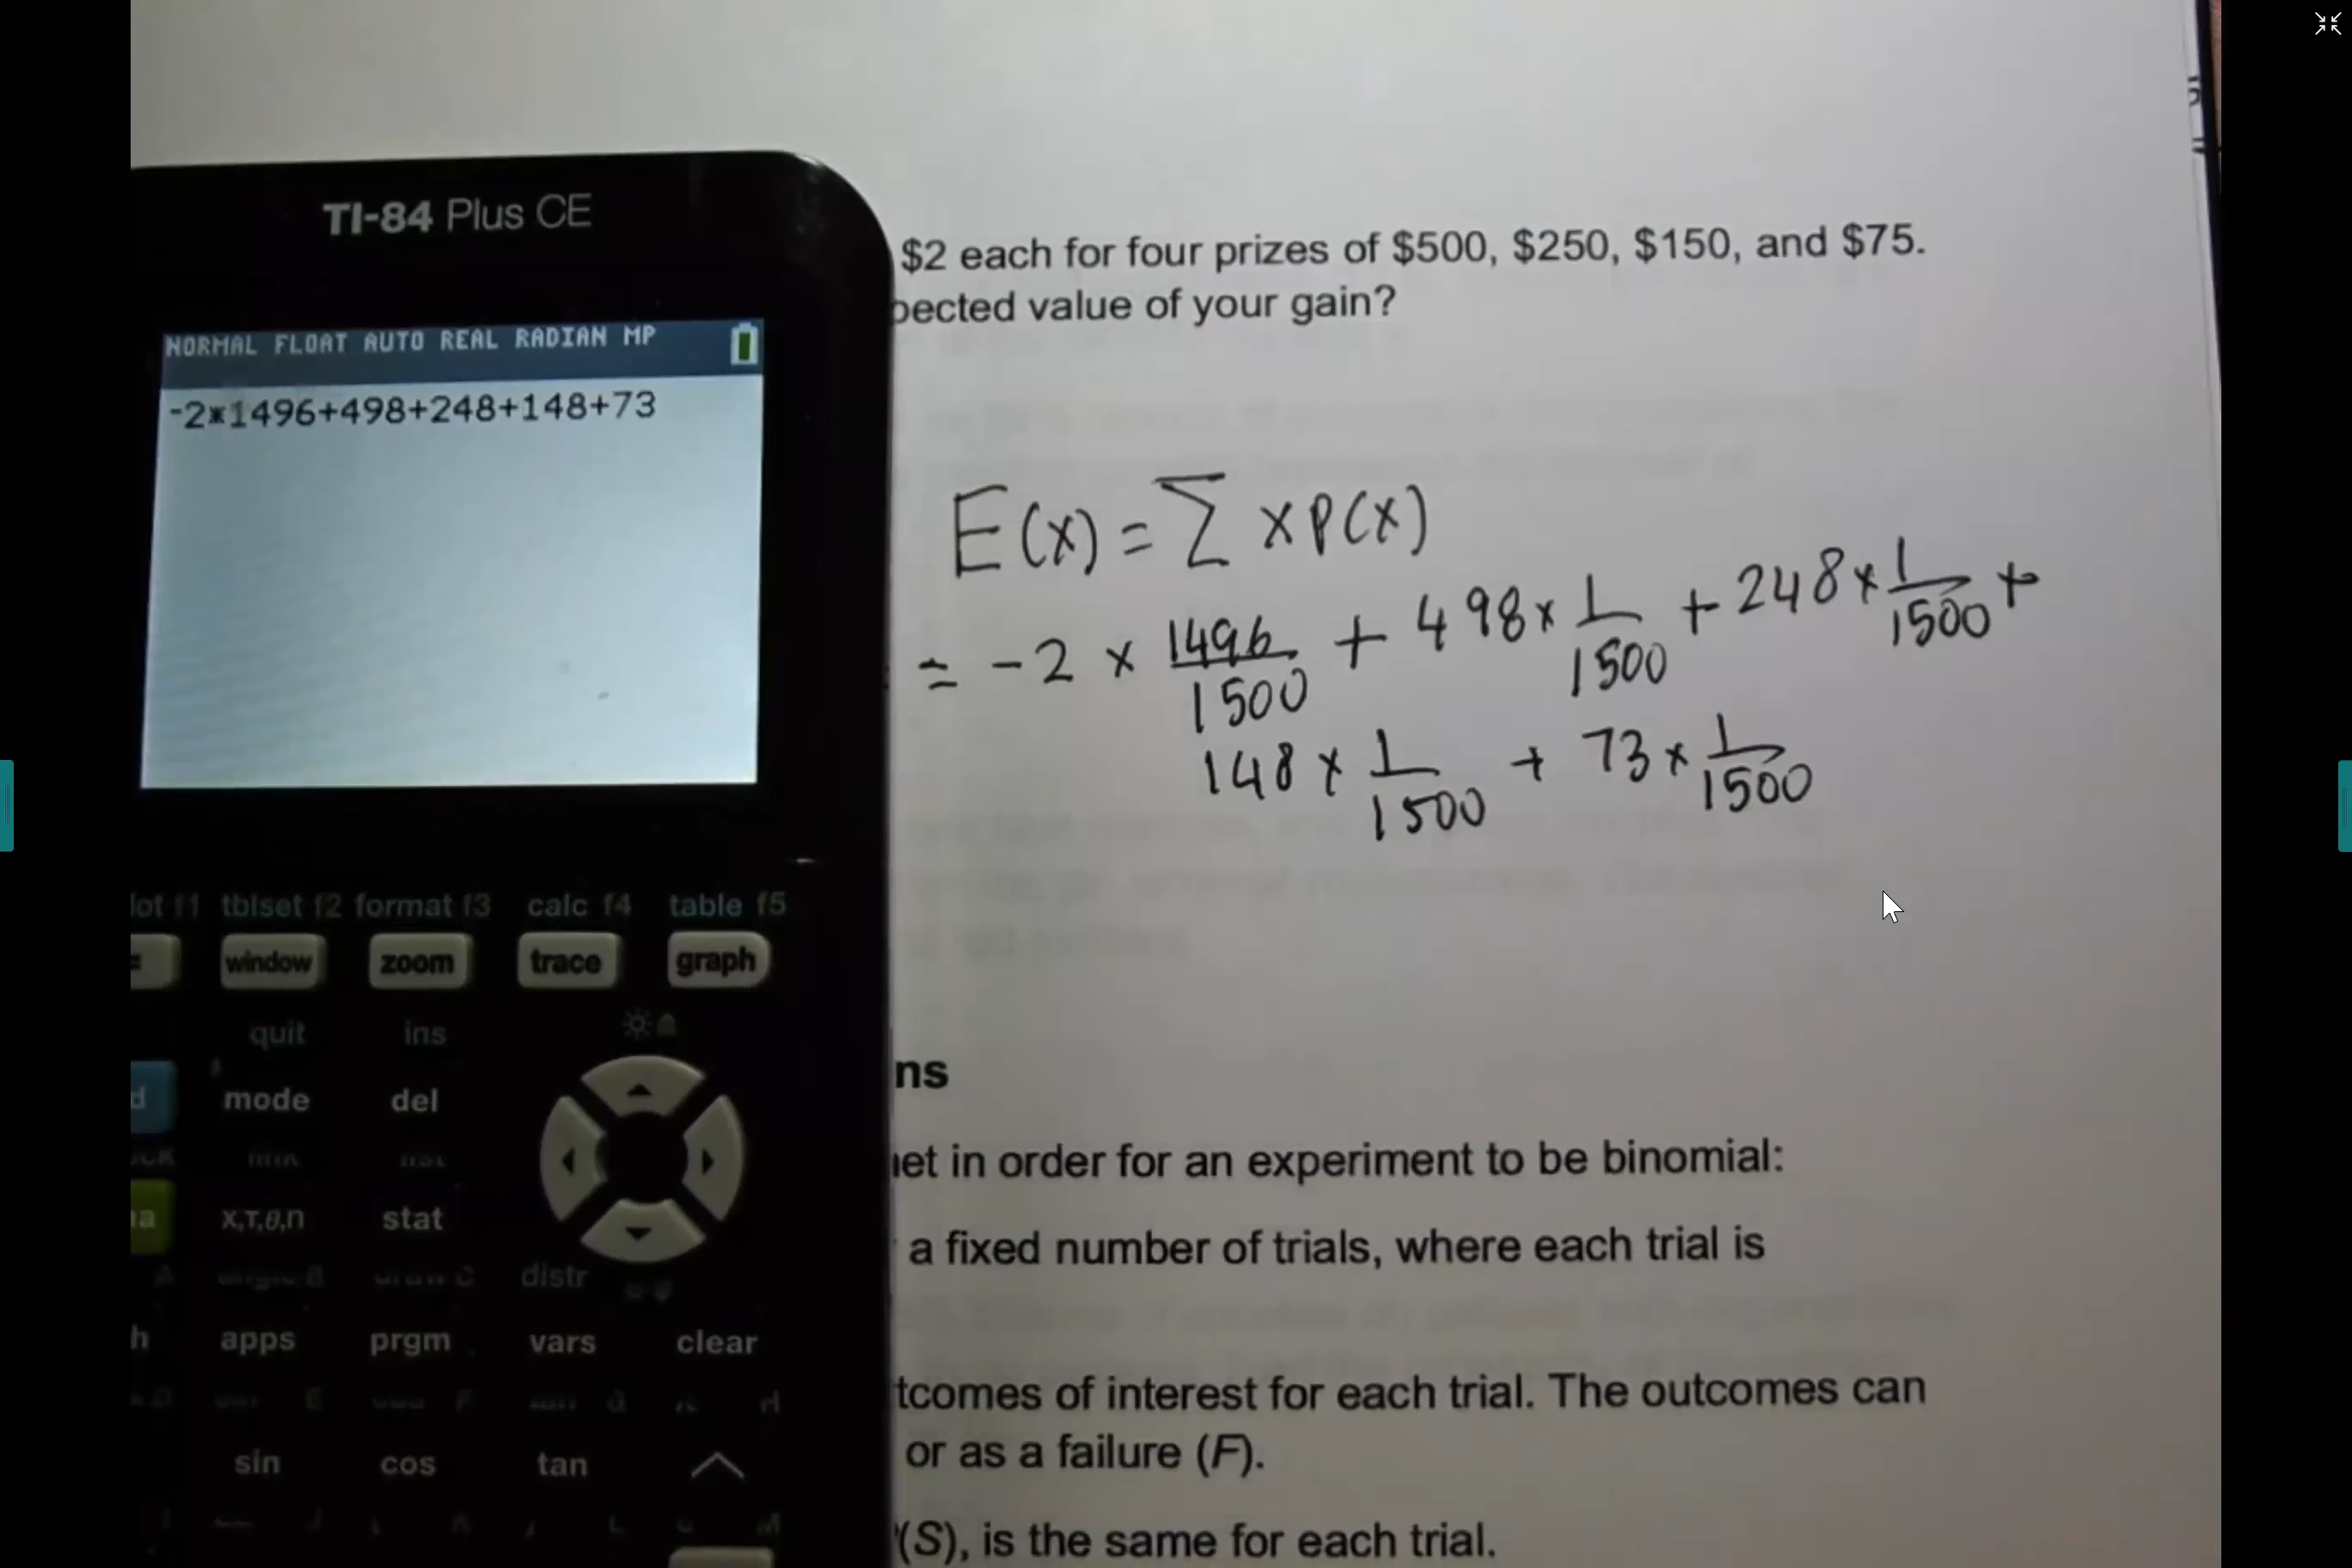 TI-84 Plus CE
$2 each for four prizes of $500, $250, $150, and $75.
pected value of your gain?
NORMAL FLOAT AUTO REAL RADIAN MP
-2*1496+498+248+148+73
E(x) = Σ xP(x)
= -2 × 1496/1500 + 498 × 1/1500 + 248 × 1/1500 +
148 × 1/1500 + 73 × 1/1500
lot f1 tblset f2 format f3 calc f4 table f5
window zoom trace graph
quit ins
mode del
X,T,θ,n stat
distr
apps prgm vars clear
sin cos tan
ns
et in order for an experiment to be binomial:
a fixed number of trials, where each trial is
tcomes of interest for each trial. The outcomes can
or as a failure (F).
(S), is the same for each trial.